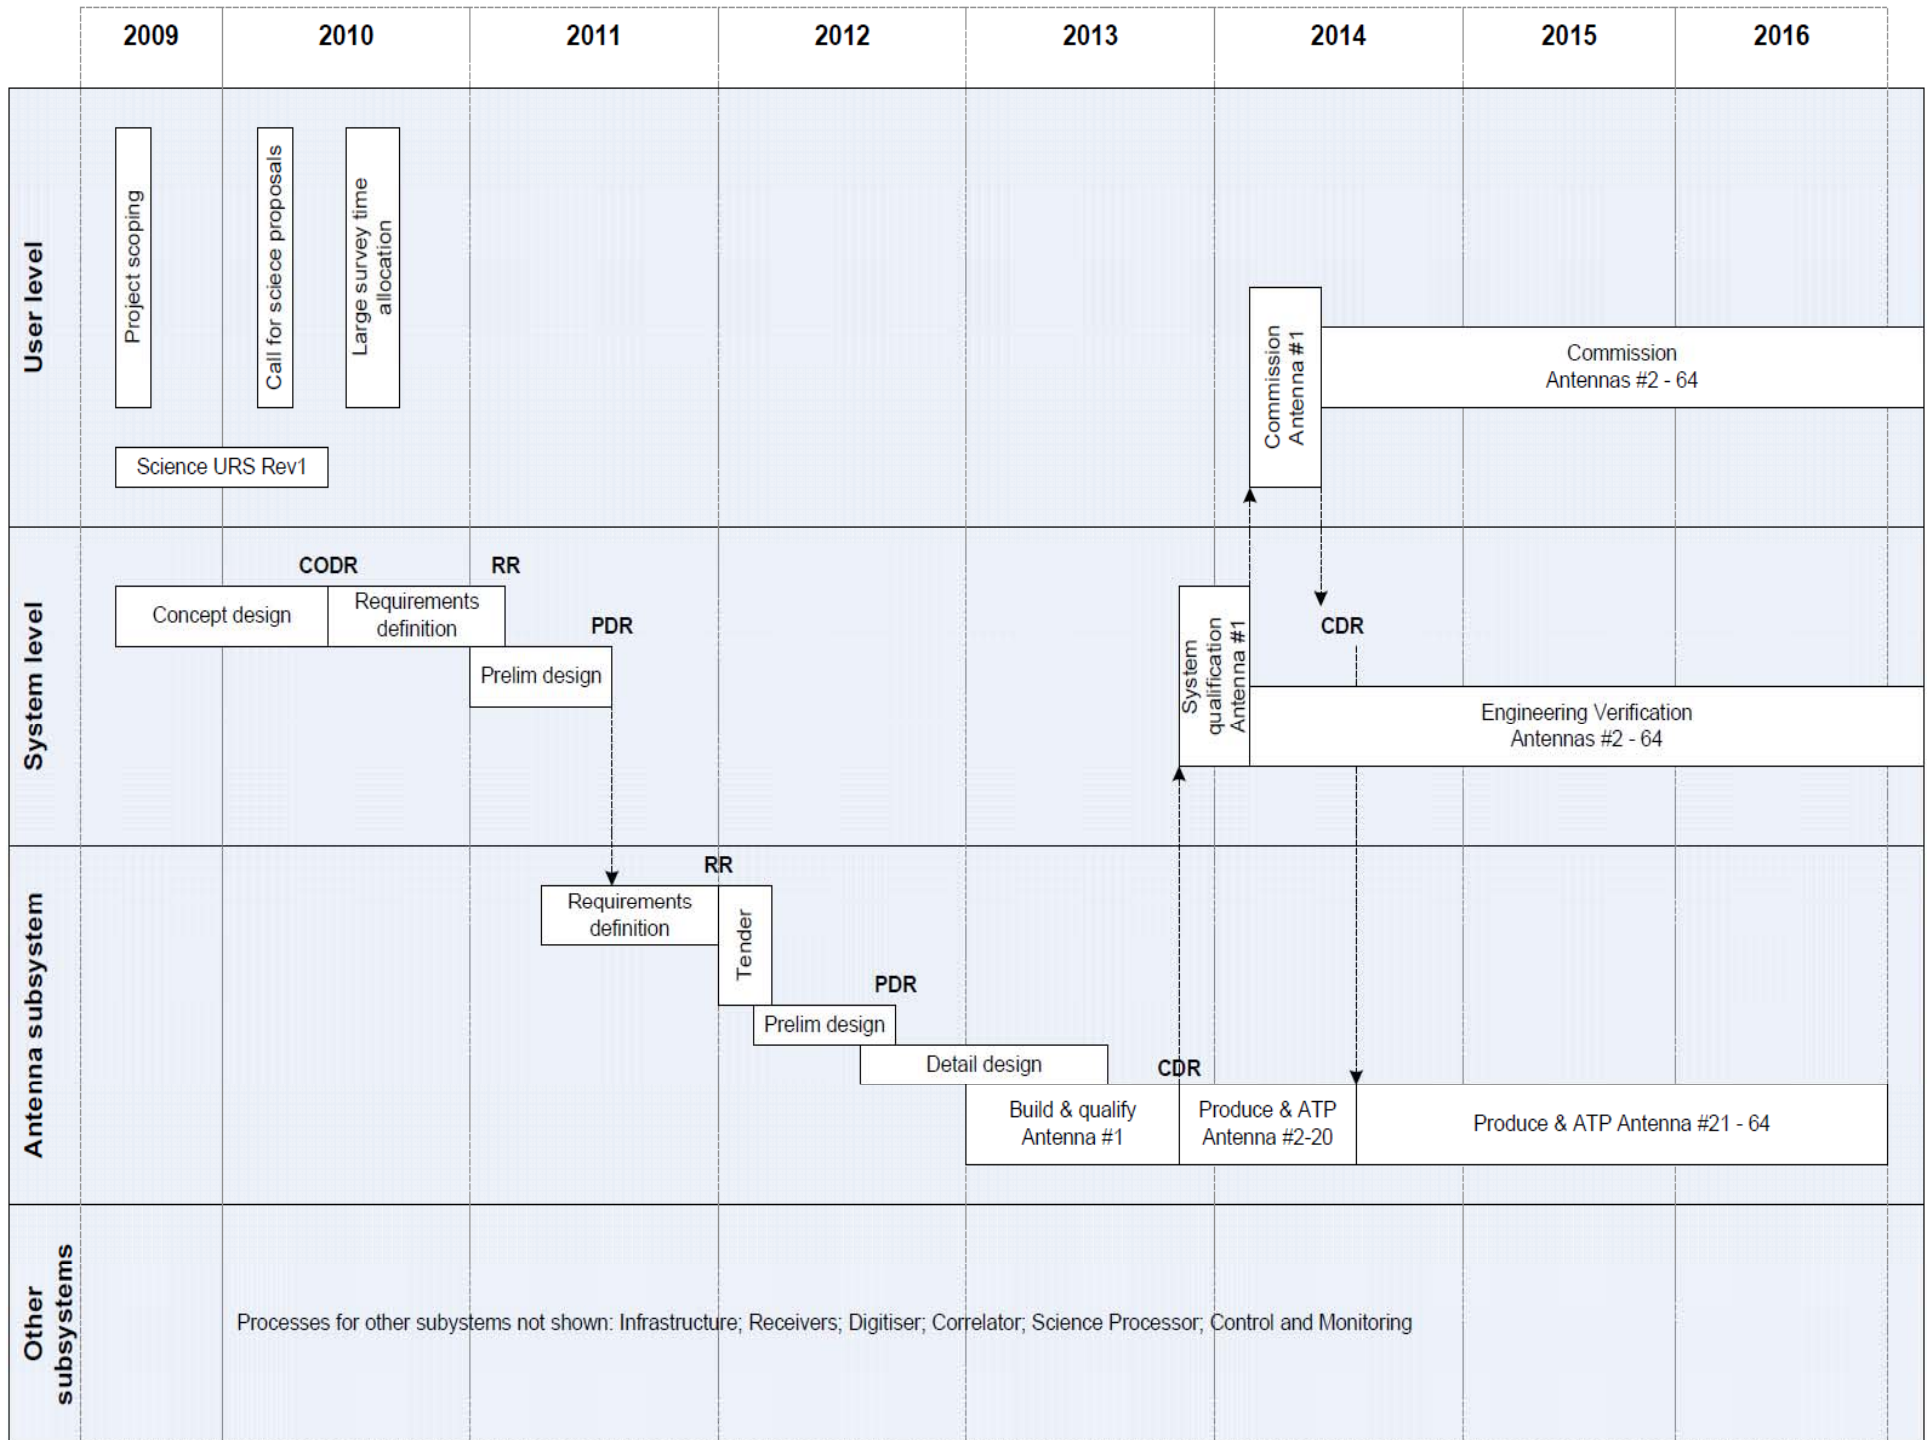 2009 2010 2011 2012 2013 2014 2015 2016
User level
Project scoping
Call for sciece proposals
Large survey time
allocation
Science URS Rev1
Commission
Antenna #1
Commission
Antennas #2 - 64
System level
CODR
RR
Concept design
Requirements
definition
PDR
Prelim design
System
qualification
Antenna #1
CDR
Engineering Verification
Antennas #2 - 64
Antenna subsystem
RR
Requirements
definition
Tender
PDR
Prelim design
Detail design
CDR
Build & qualify
Antenna #1
Produce & ATP
Antenna #2-20
Produce & ATP Antenna #21 - 64
Other
subsystems
Processes for other subystems not shown: Infrastructure; Receivers; Digitiser; Correlator; Science Processor; Control and Monitoring